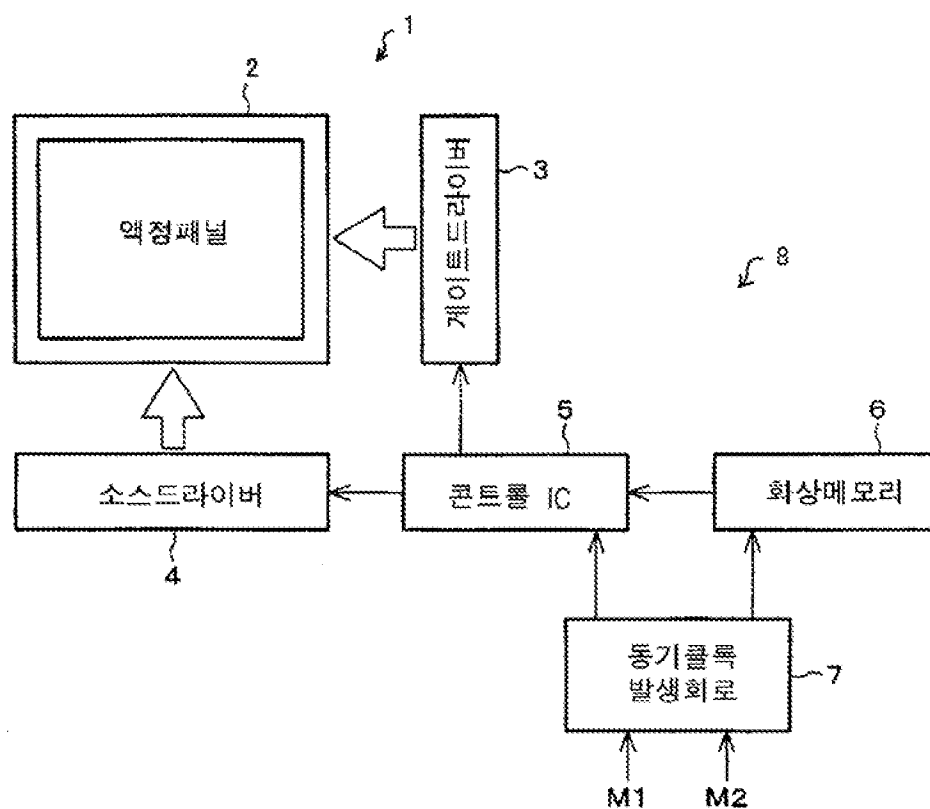 1
2
액정패널
게이트드라이버
3
8
소스드라이버
4
5
콘트롤 IC
6
화상메모리
동기클록
발생회로
7
M1
M2